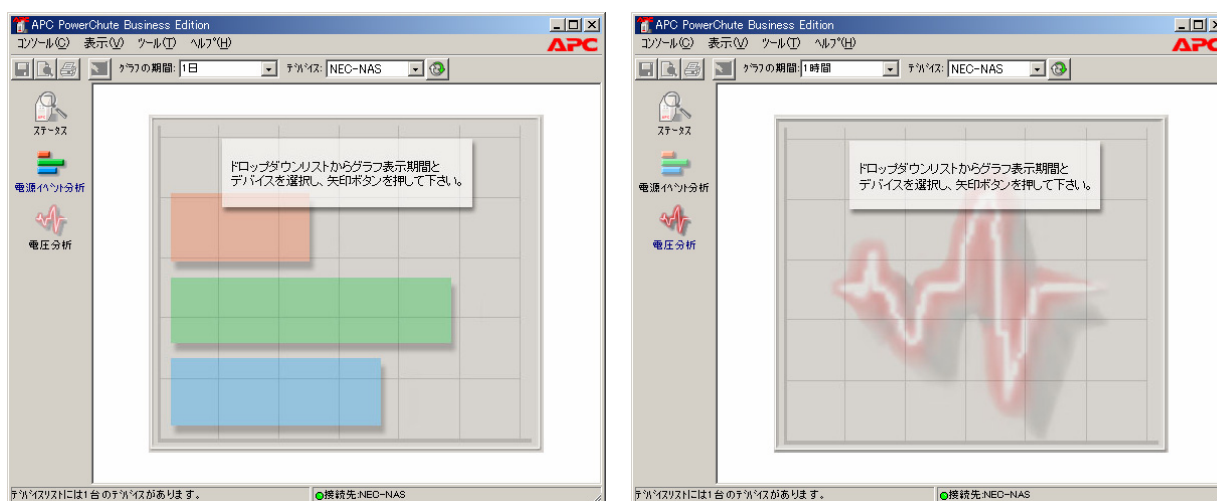 APC PowerChute Business Edition
コンソール(C) 表示(V) ツール(T) ヘルプ(H)
APC
グラフの期間: 1日 デバイス: NEC-NAS
ステータス
電源イベント分析
電圧分析
ドロップダウンリストからグラフ表示期間と
デバイスを選択し、矢印ボタンを押して下さい。
デバイスリストには1台のデバイスがあります。 接続先:NEC-NAS
APC PowerChute Business Edition
コンソール(C) 表示(V) ツール(T) ヘルプ(H)
APC
グラフの期間: 1時間 デバイス: NEC-NAS
ステータス
電源イベント分析
電圧分析
ドロップダウンリストからグラフ表示期間と
デバイスを選択し、矢印ボタンを押して下さい。
デバイスリストには1台のデバイスがあります。 接続先:NEC-NAS